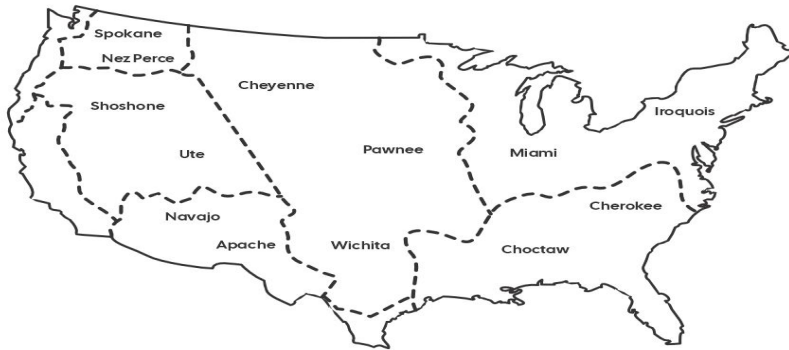 Spokane
Nez Perce
Cheyenne
Shoshone
Iroquois
Pawnee
Miami
Ute
Cherokee
Navajo
Apache
Wichita
Choctaw